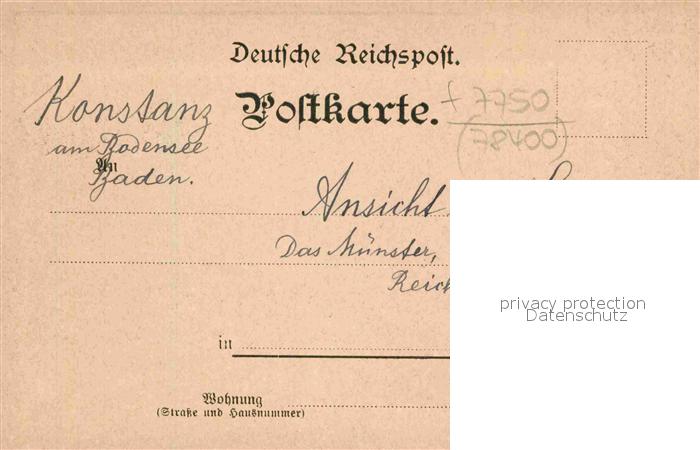 Deutsche Reichspost.
Konstanz Postkarte. + 7750
am Bodensee (78400)
An
Baden.
Ansicht
Das Münster,
Reich
in
Wohnung
(Straße und Hausnummer)
privacy protection
Datenschutz